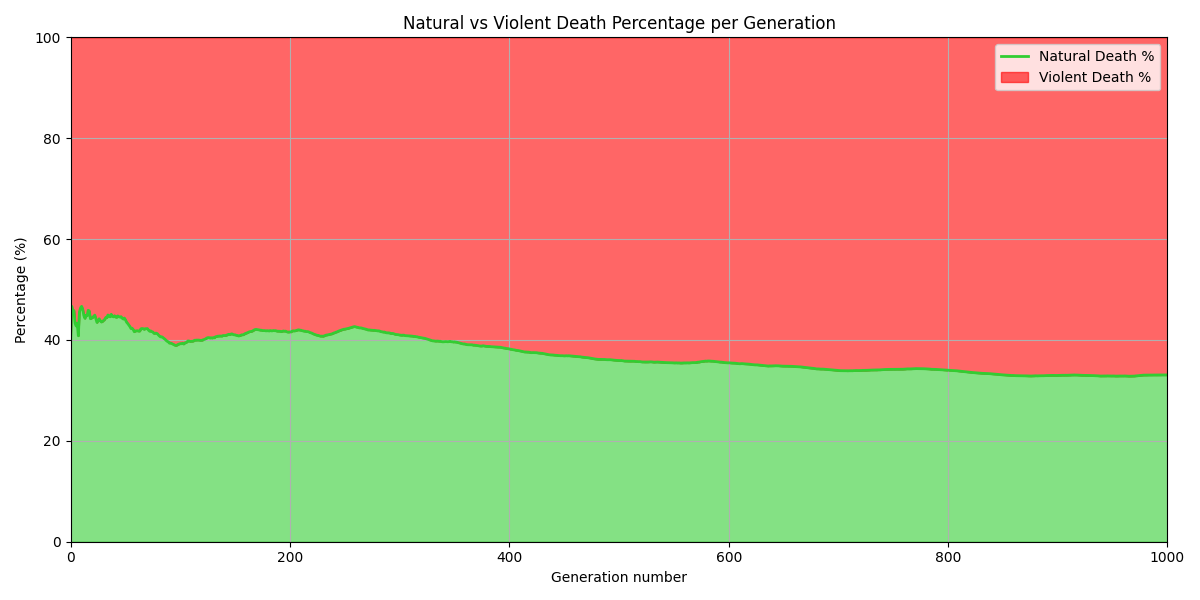 Natural vs Violent Death Percentage per Generation
100
80
60
40
20
0
Percentage (%)
Natural Death %
Violent Death %
0 200 400 600 800 1000
Generation number